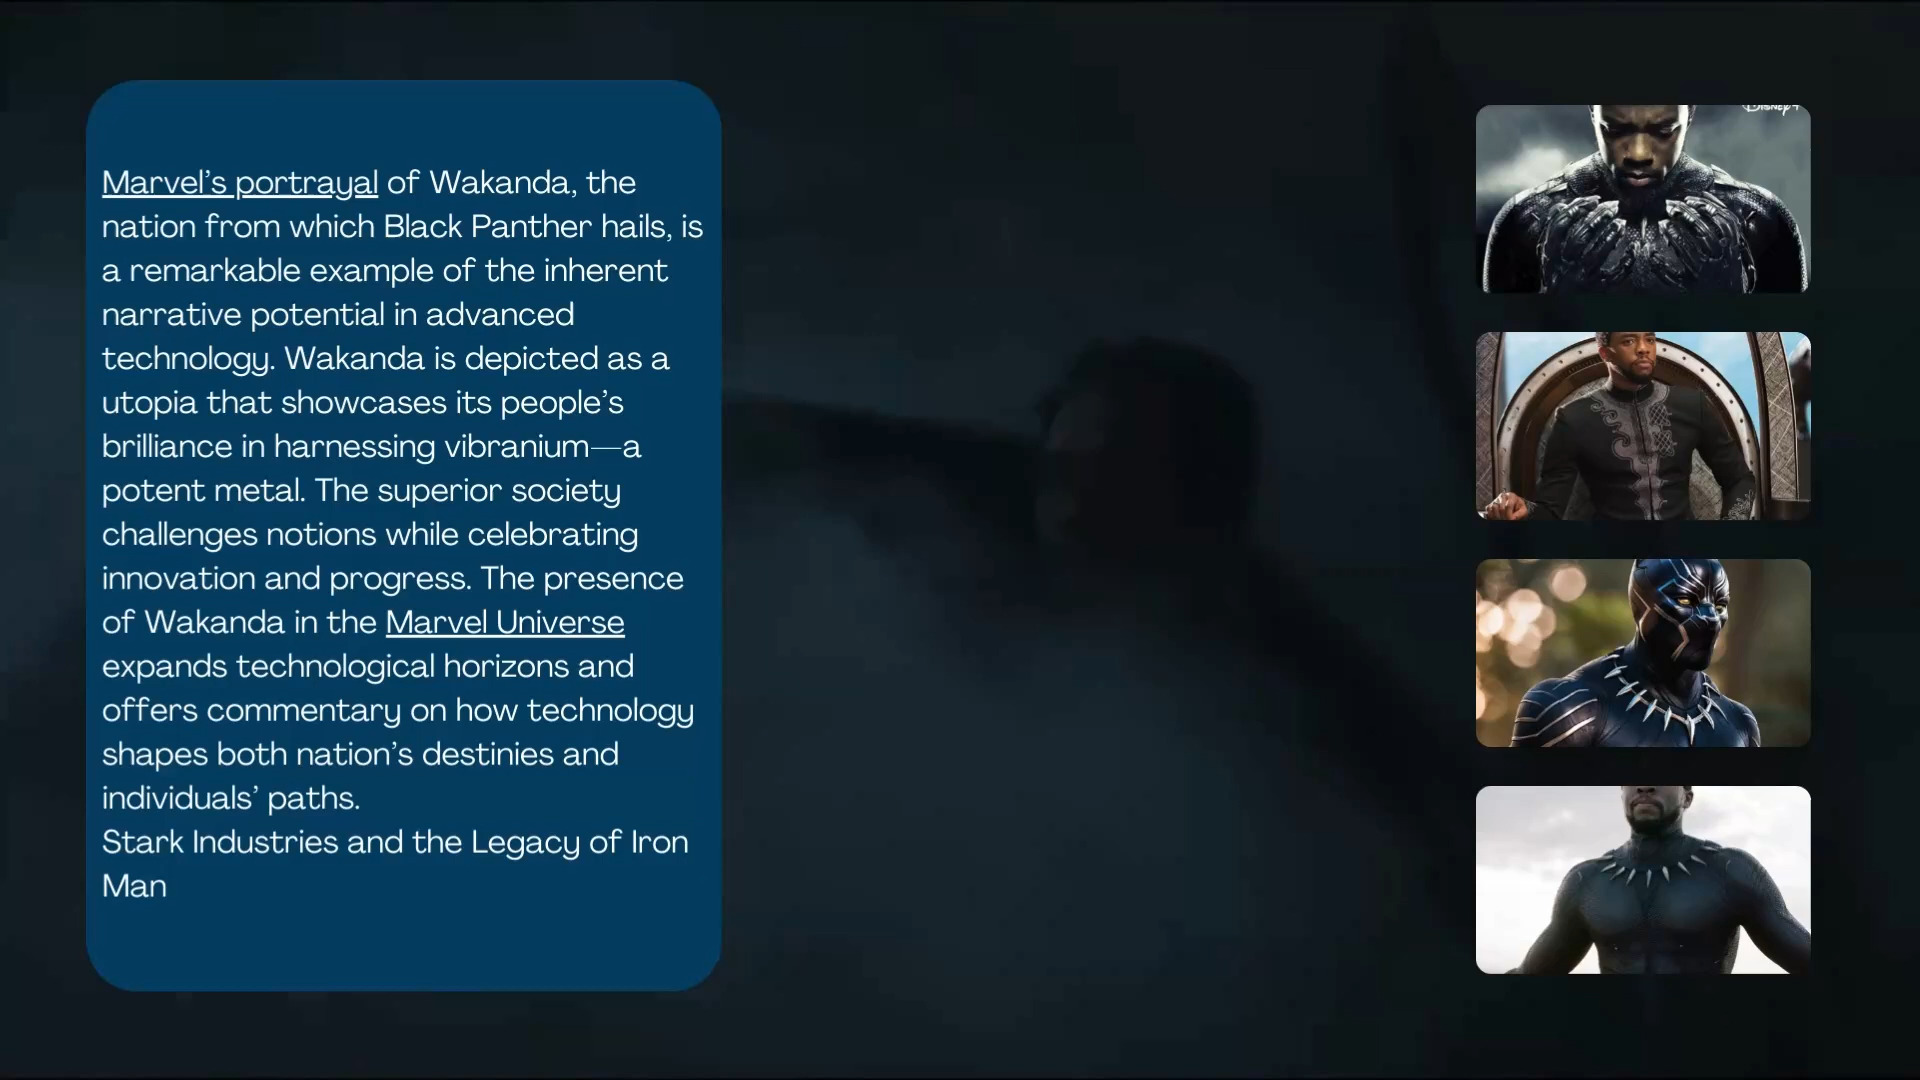 Marvel’s portrayal of Wakanda, the
nation from which Black Panther hails, is
a remarkable example of the inherent
narrative potential in advanced
technology. Wakanda is depicted as a
utopia that showcases its people’s
brilliance in harnessing vibranium—a
potent metal. The superior society
challenges notions while celebrating
innovation and progress. The presence
of Wakanda in the Marvel Universe
expands technological horizons and
offers commentary on how technology
shapes both nation’s destinies and
individuals’ paths.
Stark Industries and the Legacy of Iron
Man
Disney+